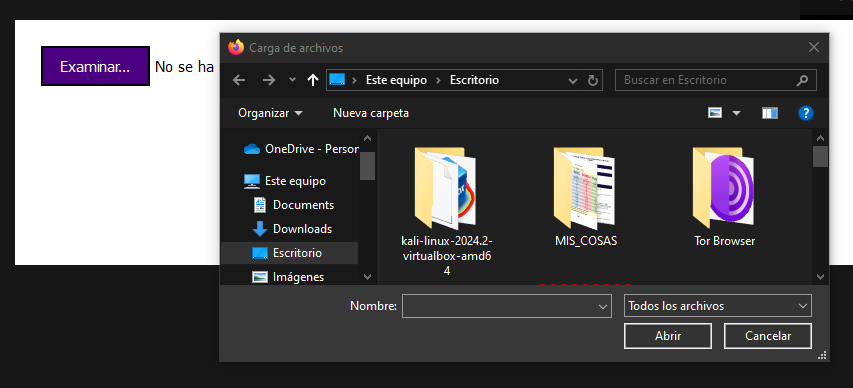 Examinar...
No se ha
Carga de archivos
Este equipo
Escritorio
Buscar en Escritorio
Organizar
Nueva carpeta
OneDrive - Person
Este equipo
Documents
Downloads
Escritorio
Imágenes
kali-linux-2024.2-
virtualbox-amd6
4
MIS_COSAS
Tor Browser
Nombre:
Todos los archivos
Abrir
Cancelar